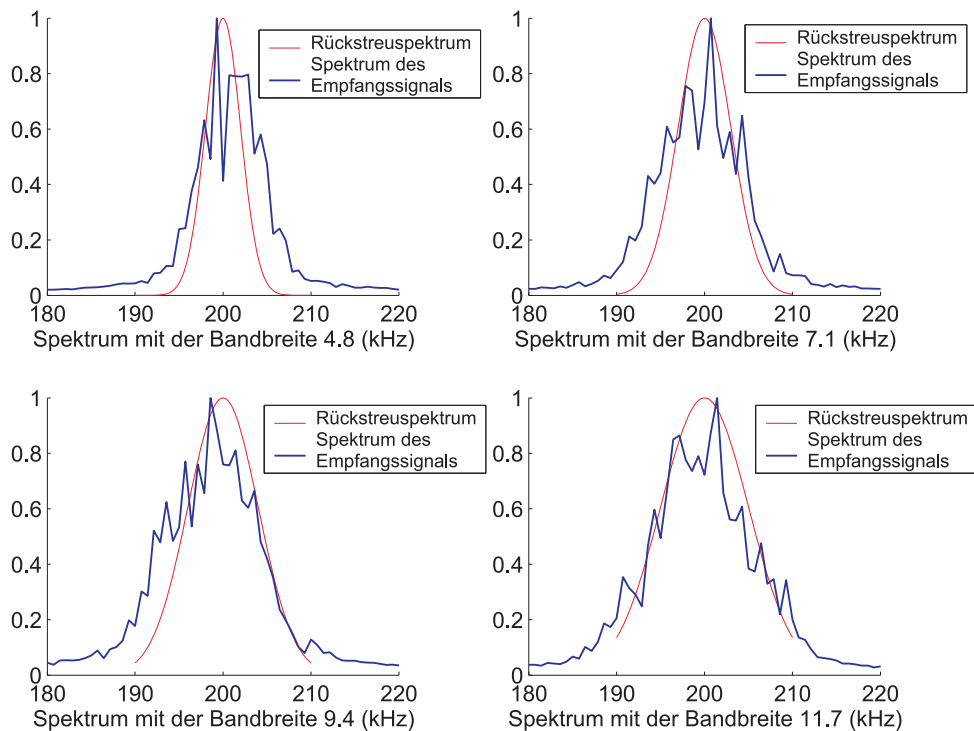 1
0.8
0.6
0.4
0.2
0
180 190 200 210 220
Rückstreuspektrum
Spektrum des
Empfangssignals
Spektrum mit der Bandbreite 4.8 (kHz)
1
0.8
0.6
0.4
0.2
0
180 190 200 210 220
Rückstreuspektrum
Spektrum des
Empfangssignals
Spektrum mit der Bandbreite 7.1 (kHz)
1
0.8
0.6
0.4
0.2
0
180 190 200 210 220
Rückstreuspektrum
Spektrum des
Empfangssignals
Spektrum mit der Bandbreite 9.4 (kHz)
1
0.8
0.6
0.4
0.2
0
180 190 200 210 220
Rückstreuspektrum
Spektrum des
Empfangssignals
Spektrum mit der Bandbreite 11.7 (kHz)